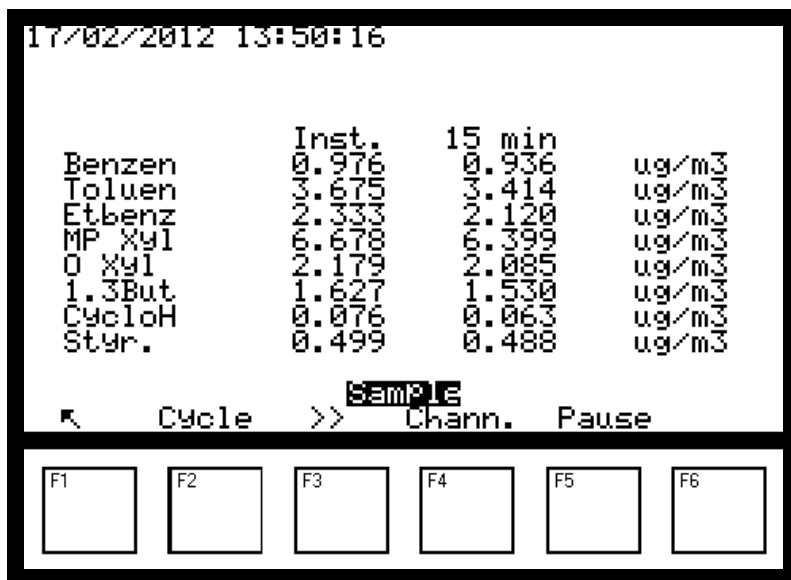 17/02/2012 13:50:16
Inst. 15 min
Benzen 0.976 0.936 ug/m3
Toluen 3.675 3.414 ug/m3
Etbenz 2.333 2.120 ug/m3
MP Xyl 6.678 6.399 ug/m3
O Xyl 2.179 2.085 ug/m3
1.3But 1.627 1.530 ug/m3
CycloH 0.076 0.063 ug/m3
Styr. 0.499 0.488 ug/m3
Sample
↖ Cycle >> Chann. Pause
F1 F2 F3 F4 F5 F6